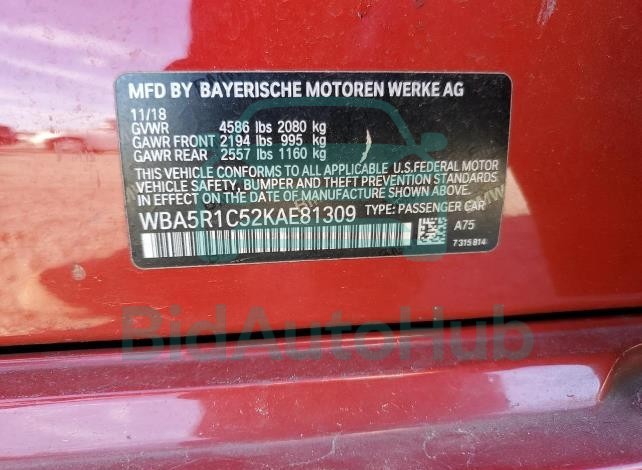 MFD BY BAYERISCHE MOTOREN WERKE AG
11/18
GVWR 4586 lbs 2080 kg
GAWR FRONT 2194 lbs 995 kg
GAWR REAR 2557 lbs 1160 kg
THIS VEHICLE CONFORMS TO ALL APPLICABLE U.S.FEDERAL MOTOR
VEHICLE SAFETY, BUMPER AND THEFT PREVENTION STANDARDS
IN EFFECT ON THE DATE OF MANUFACTURE SHOWN ABOVE.
WBA5R1C52KAE81309 TYPE: PASSENGER CAR
A75
7315814
BidAutoHub